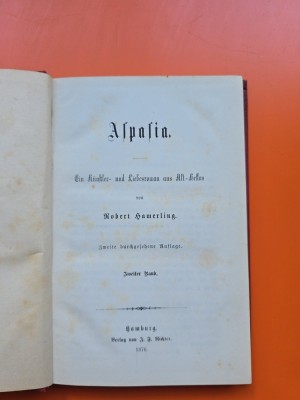 Aſpaſia.
Ein Künſtler- und Liebesroman aus Alt-Hellas
von
Robert Hamerling.
Zweite durchgeſehene Auflage.
Zweiter Band.
Hamburg.
Verlag von J. F. Richter.
1876.